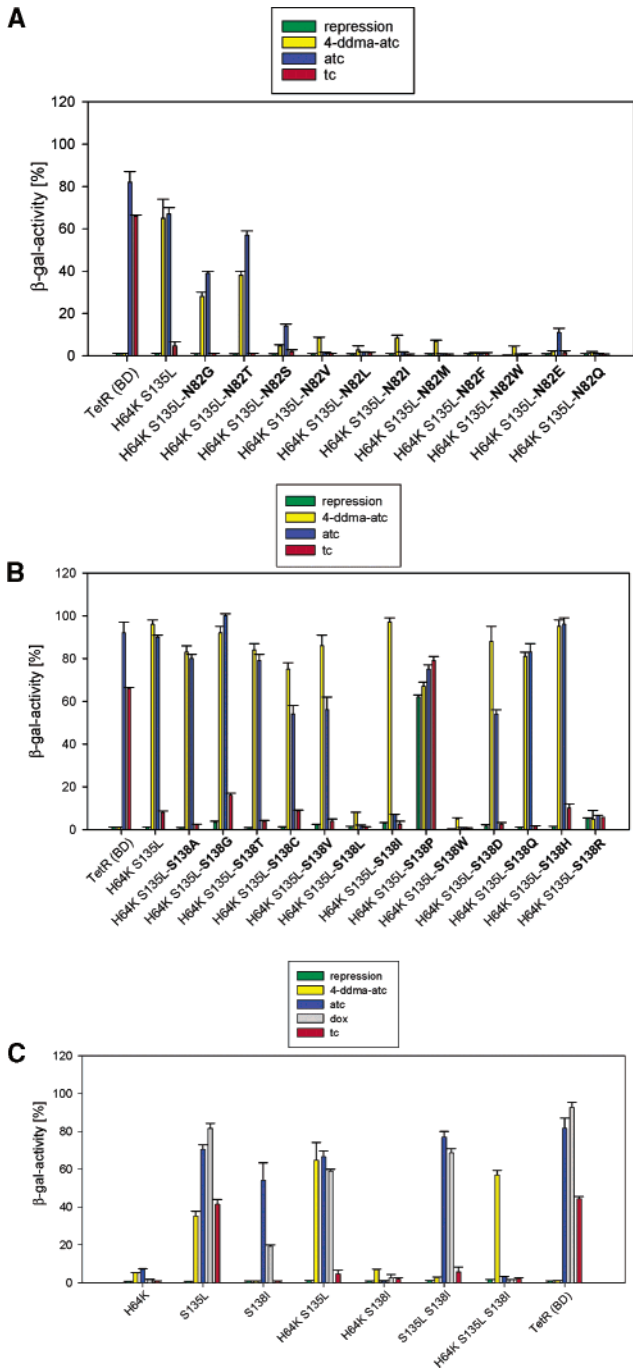 A
repression
4-ddma-atc
atc
tc
β-gal-activity [%]
120
100
80
60
40
20
0
TetR (BD)
H64K S135L
H64K S135L-N82G
H64K S135L-N82T
H64K S135L-N82S
H64K S135L-N82V
H64K S135L-N82L
H64K S135L-N82I
H64K S135L-N82M
H64K S135L-N82F
H64K S135L-N82W
H64K S135L-N82E
H64K S135L-N82Q
B
repression
4-ddma-atc
atc
tc
β-gal-activity [%]
120
100
80
60
40
20
0
TetR (BD)
H64K S135L
H64K S135L-S138A
H64K S135L-S138G
H64K S135L-S138T
H64K S135L-S138C
H64K S135L-S138V
H64K S135L-S138L
H64K S135L-S138I
H64K S135L-S138P
H64K S135L-S138W
H64K S135L-S138D
H64K S135L-S138Q
H64K S135L-S138H
H64K S135L-S138R
C
repression
4-ddma-atc
atc
dox
tc
β-gal-activity [%]
120
100
80
60
40
20
0
H64K
S135L
S138I
H64K S135L
H64K S138I
S135L S138I
H64K S135L S138I
TetR (BD)